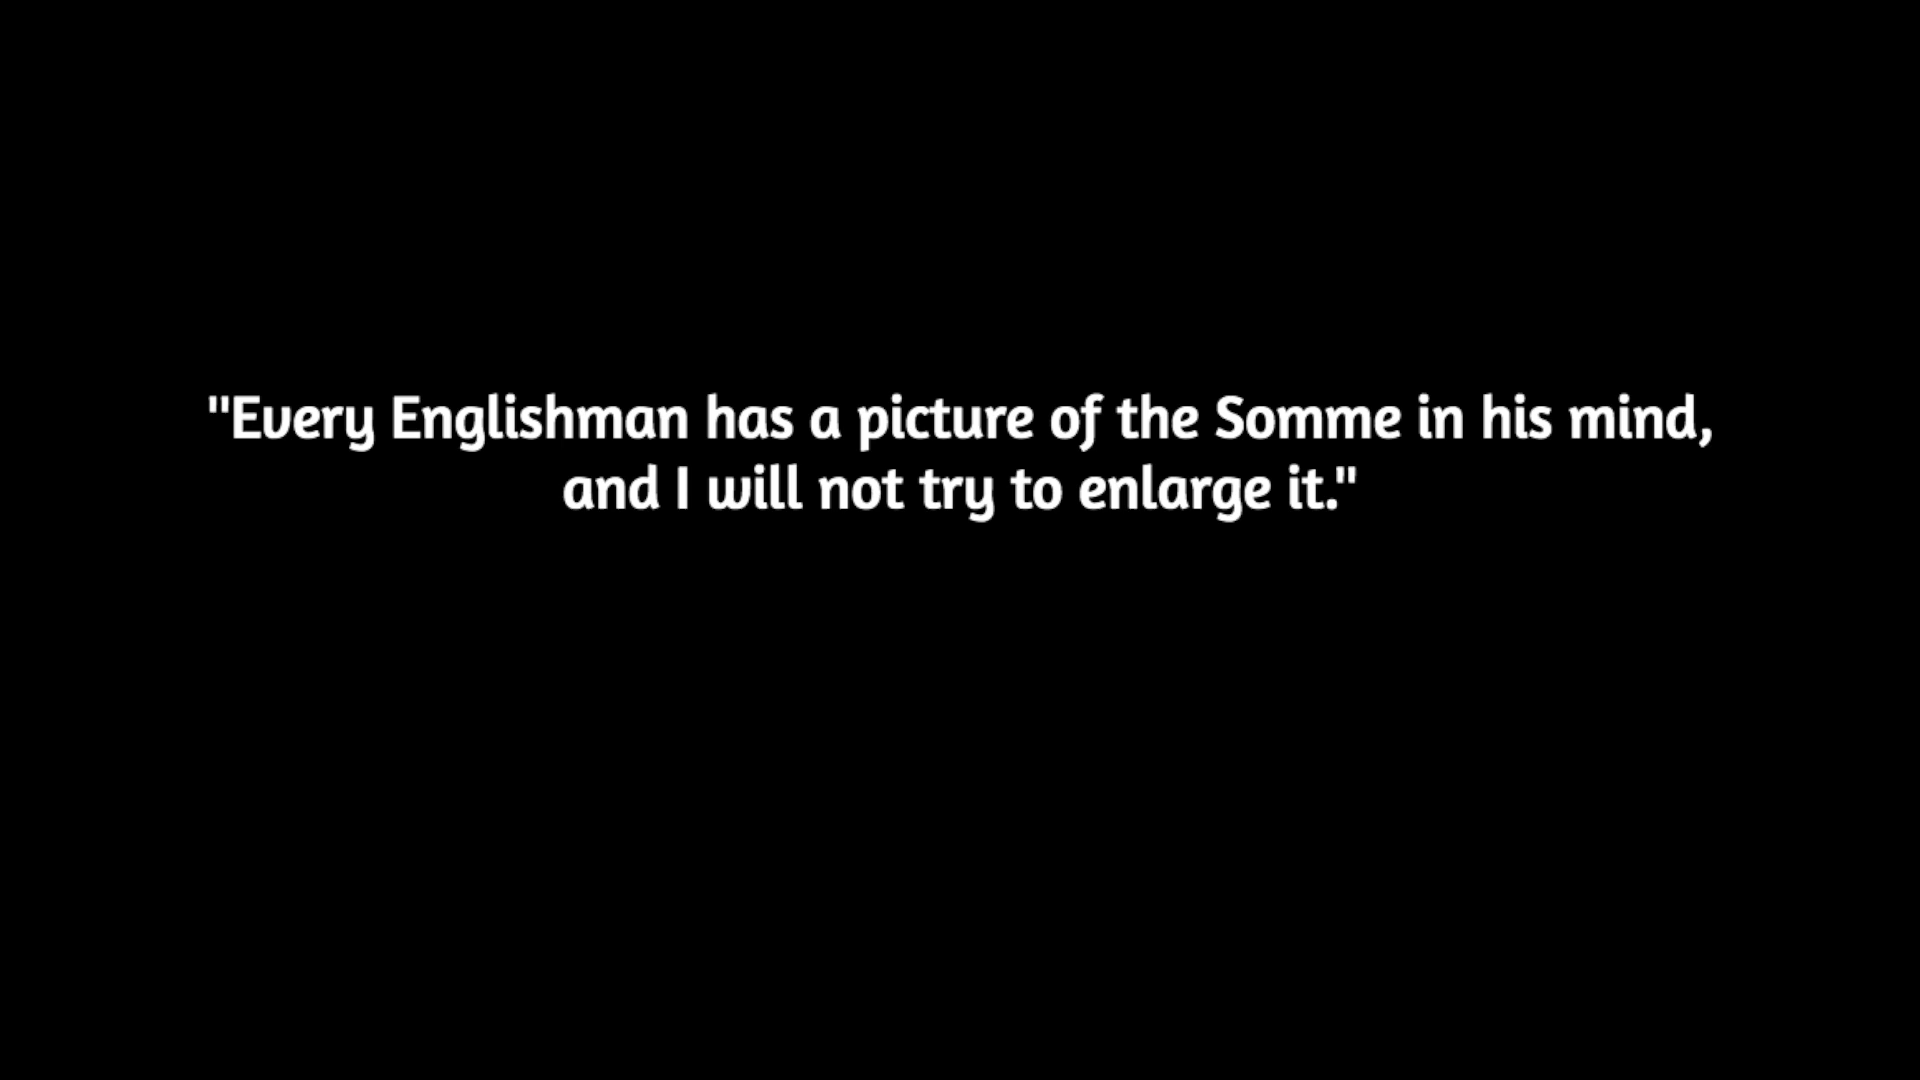 "Every Englishman has a picture of the Somme in his mind,
and I will not try to enlarge it."